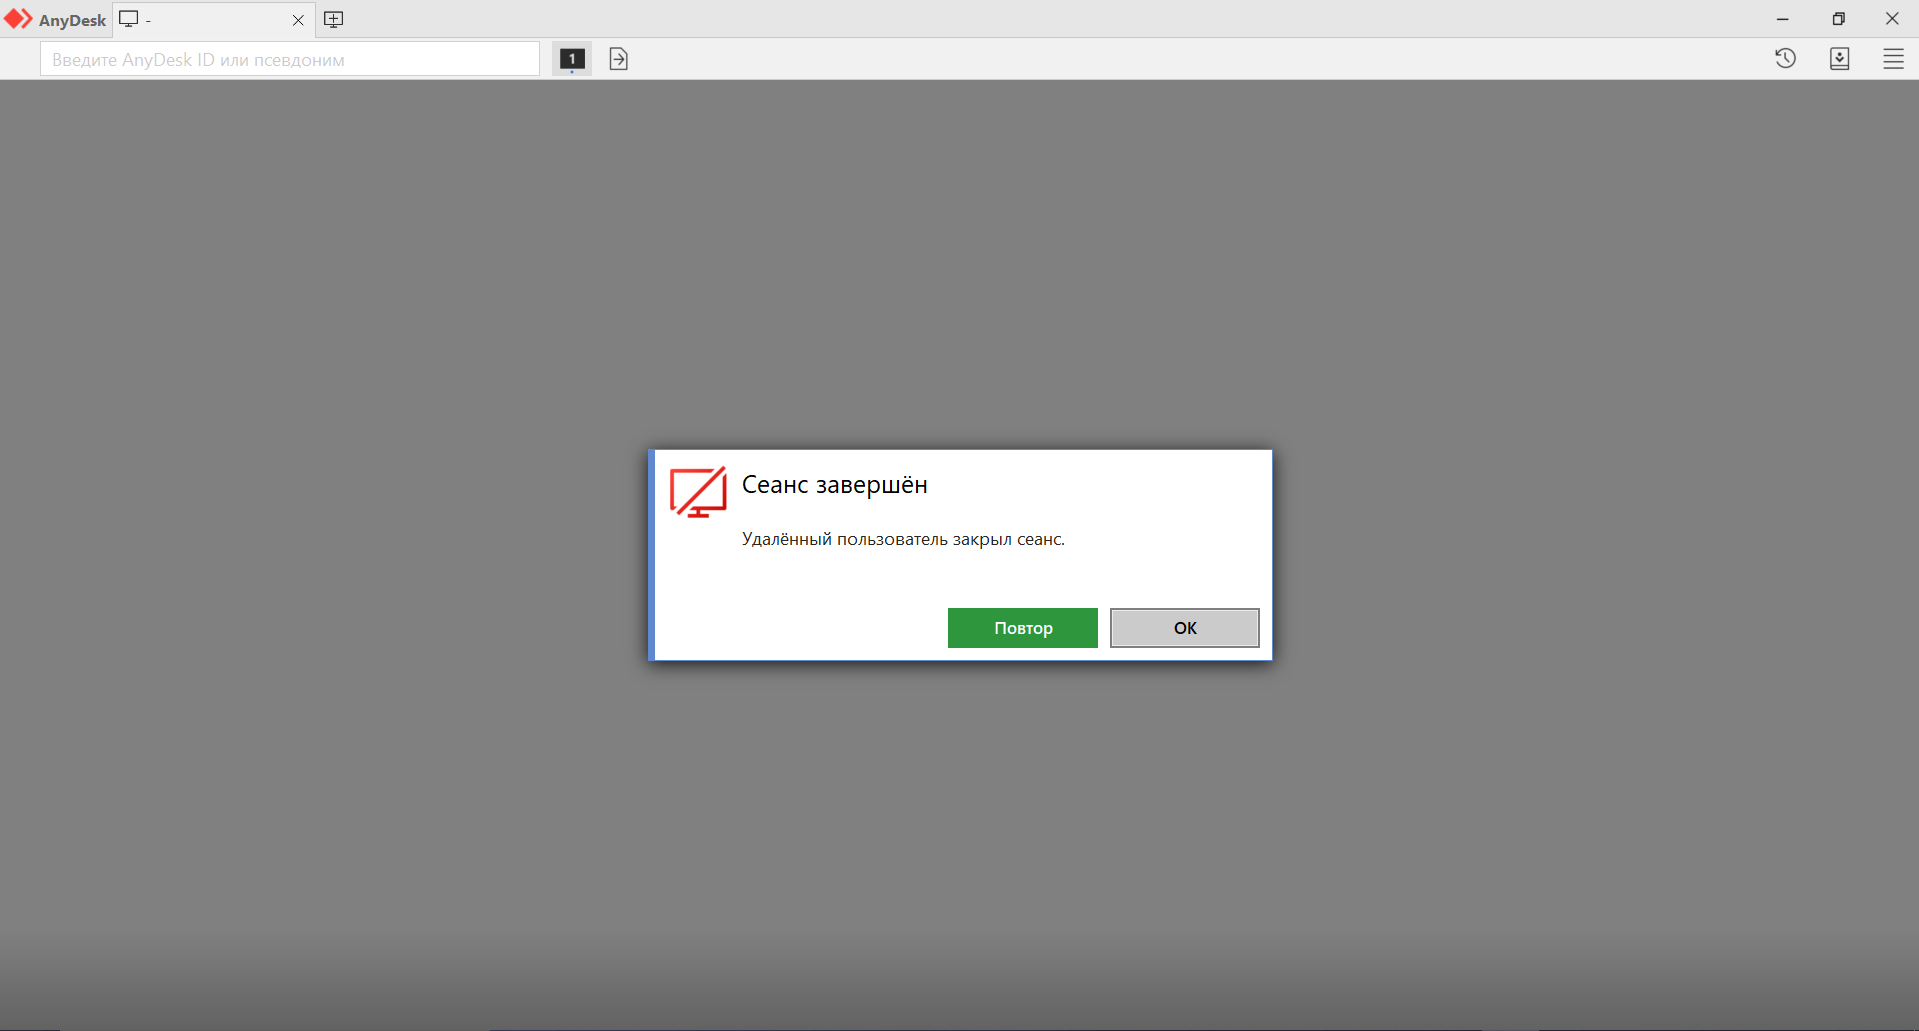 AnyDesk
-
Введите AnyDesk ID или псевдоним
1
Сеанс завершён
Удалённый пользователь закрыл сеанс.
Повтор
OK